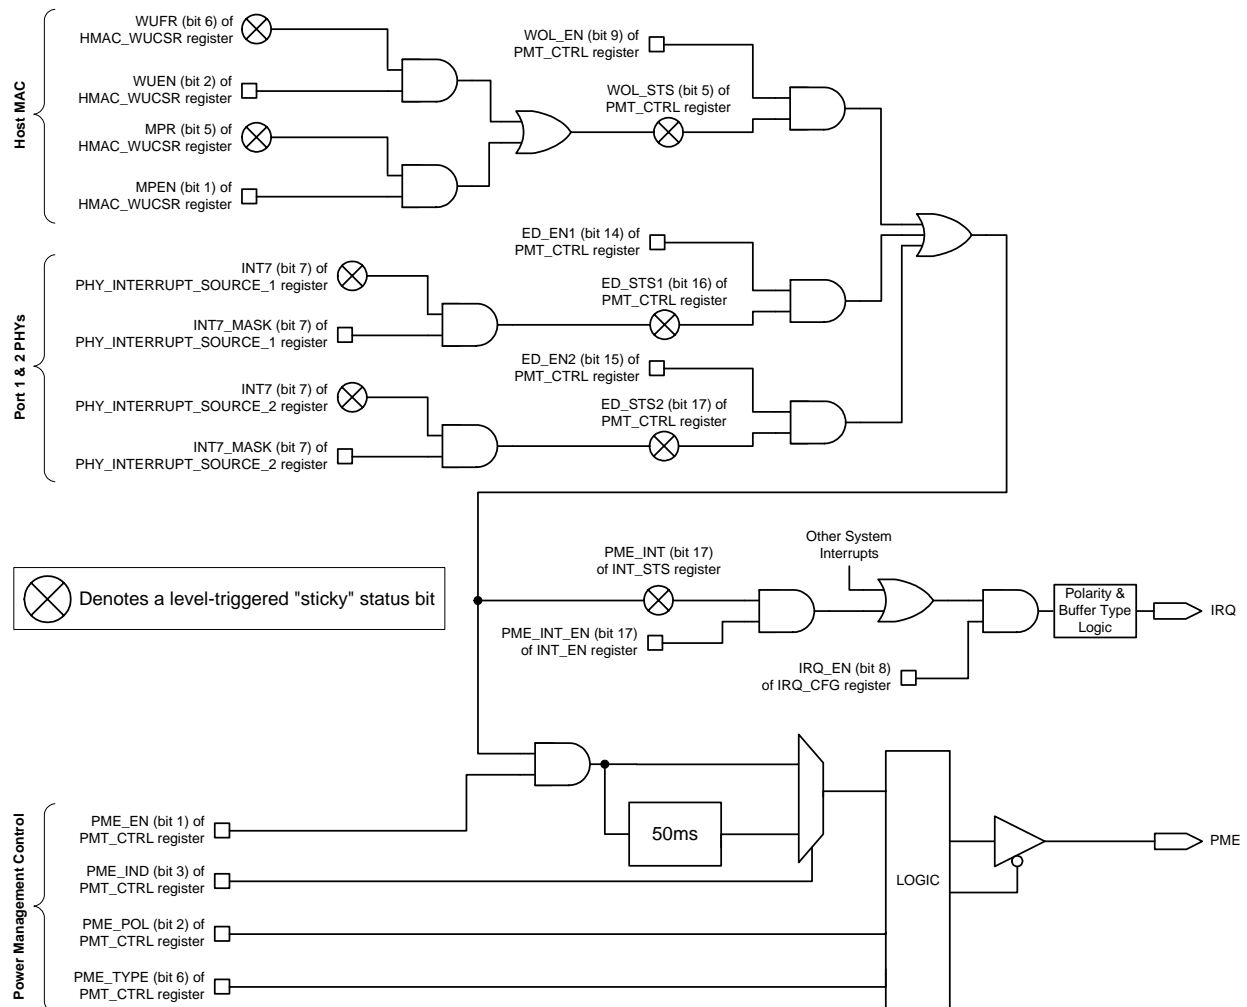 Host MAC
WUFR (bit 6) of
HMAC_WUCSR register
WUEN (bit 2) of
HMAC_WUCSR register
MPR (bit 5) of
HMAC_WUCSR register
MPEN (bit 1) of
HMAC_WUCSR register
WOL_EN (bit 9) of
PMT_CTRL register
WOL_STS (bit 5) of
PMT_CTRL register
Port 1 & 2 PHYs
INT7 (bit 7) of
PHY_INTERRUPT_SOURCE_1 register
INT7_MASK (bit 7) of
PHY_INTERRUPT_SOURCE_1 register
INT7 (bit 7) of
PHY_INTERRUPT_SOURCE_2 register
INT7_MASK (bit 7) of
PHY_INTERRUPT_SOURCE_2 register
ED_EN1 (bit 14) of
PMT_CTRL register
ED_STS1 (bit 16) of
PMT_CTRL register
ED_EN2 (bit 15) of
PMT_CTRL register
ED_STS2 (bit 17) of
PMT_CTRL register
Denotes a level-triggered "sticky" status bit
PME_INT (bit 17)
of INT_STS register
PME_INT_EN (bit 17)
of INT_EN register
Other System
Interrupts
IRQ_EN (bit 8)
of IRQ_CFG register
Polarity &
Buffer Type
Logic
IRQ
Power Management Control
PME_EN (bit 1) of
PMT_CTRL register
PME_IND (bit 3) of
PMT_CTRL register
PME_POL (bit 2) of
PMT_CTRL register
PME_TYPE (bit 6) of
PMT_CTRL register
50ms
LOGIC
PME